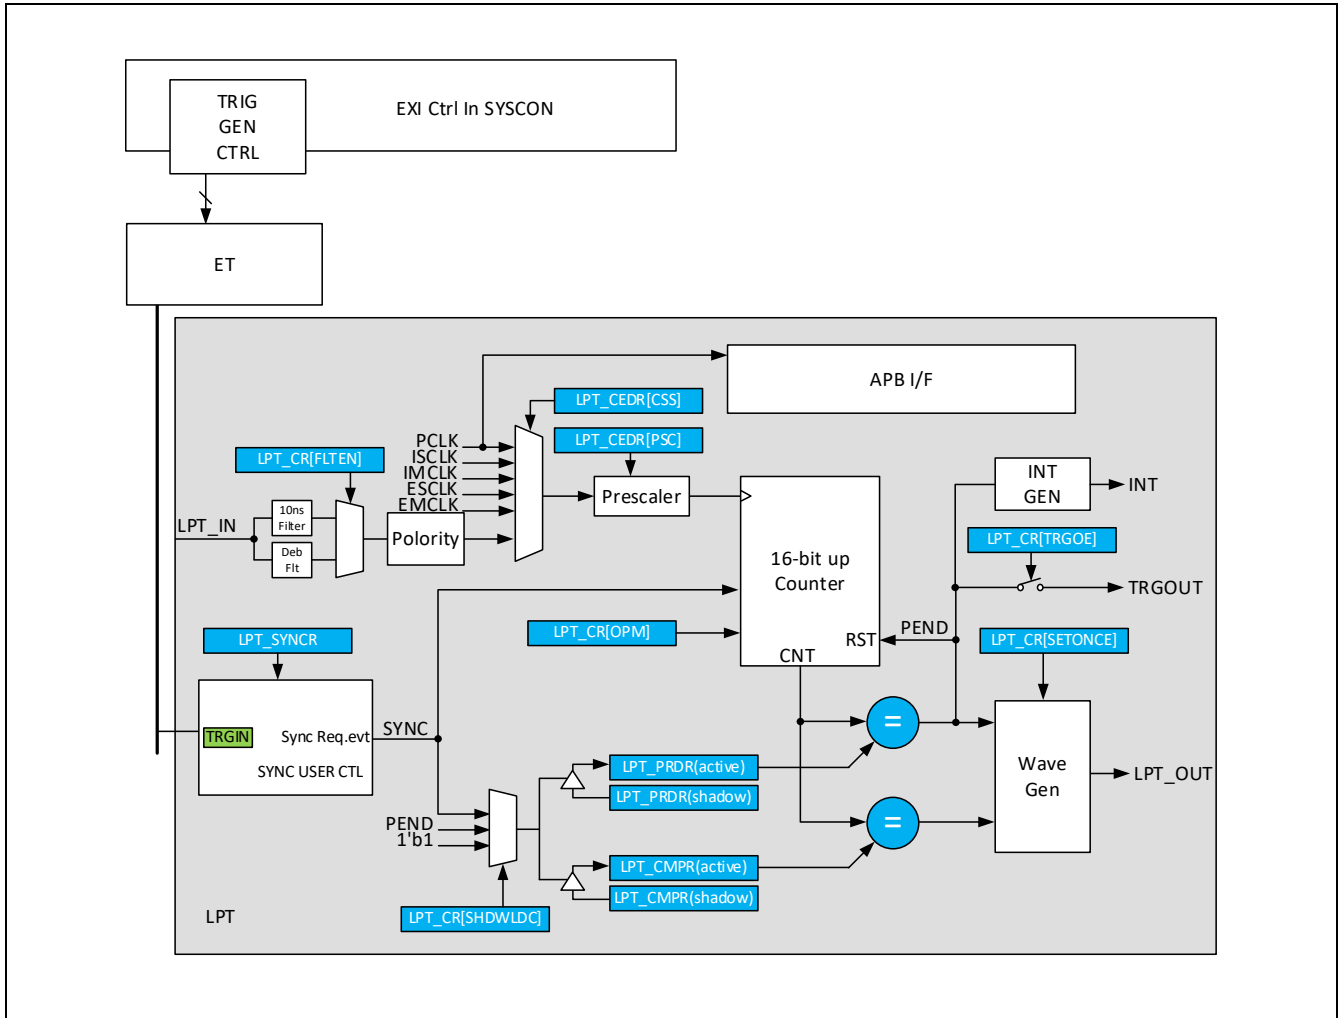 TRIG
GEN
CTRL
EXI Ctrl In SYSCON
ET
APB I/F
LPT_CEDR[CSS]
LPT_CEDR[PSC]
PCLK
ISCLK
IMCLK
ESCLK
EMCLK
LPT_CR[FLTEN]
LPT_IN
10ns
Filter
Deb
Flt
Polority
Prescaler
16-bit up
Counter
RST
CNT
PEND
INT
GEN
INT
LPT_CR[TRGOE]
TRGOUT
LPT_CR[SETONCE]
LPT_CR[OPM]
LPT_SYNCR
TRGIN
Sync Req.evt
SYNC USER CTL
SYNC
=
Wave
Gen
LPT_OUT
LPT_PRDR(active)
LPT_PRDR(shadow)
PEND
1'b1
=
LPT_CMPR(active)
LPT_CMPR(shadow)
LPT_CR[SHDWLDC]
LPT